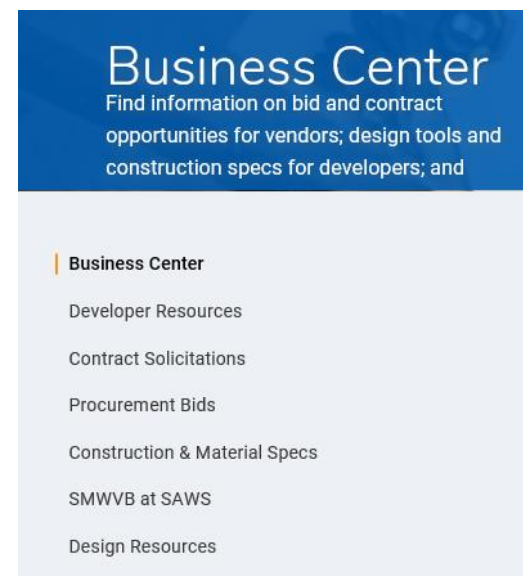 Business Center
Find information on bid and contract
opportunities for vendors; design tools and
construction specs for developers; and
Business Center
Developer Resources
Contract Solicitations
Procurement Bids
Construction & Material Specs
SMWVB at SAWS
Design Resources